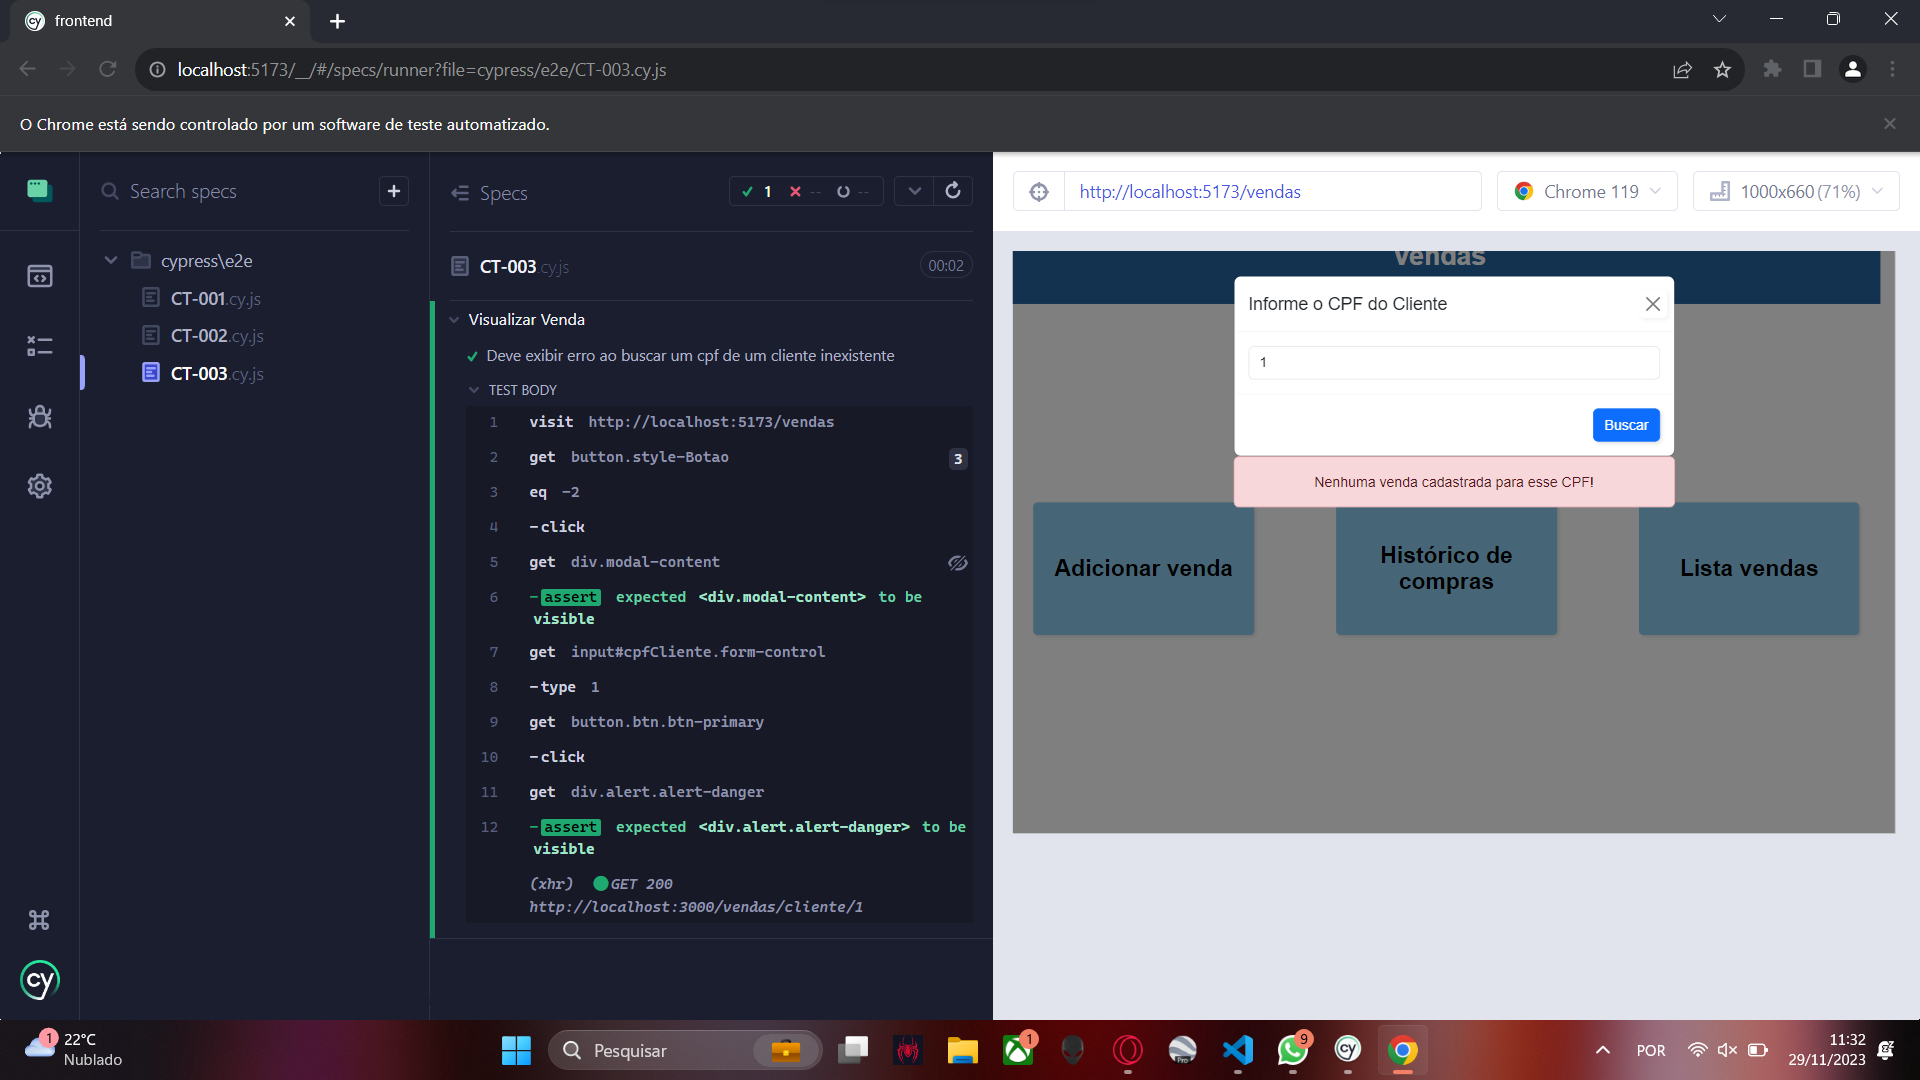 frontend
localhost:5173/__/#/specs/runner?file=cypress/e2e/CT-003.cy.js
O Chrome está sendo controlado por um software de teste automatizado.
Search specs
cypress\e2e
CT-001.cy.js
CT-002.cy.js
CT-003.cy.js
Specs
1 -- --
CT-003.cy.js
00:02
Visualizar Venda
Deve exibir erro ao buscar um cpf de um cliente inexistente
TEST BODY
1 visit http://localhost:5173/vendas
2 get button.style-Botao 3
3 eq -2
4 -click
5 get div.modal-content
6 -assert expected <div.modal-content> to be
visible
7 get input#cpfCliente.form-control
8 -type 1
9 get button.btn.btn-primary
10 -click
11 get div.alert.alert-danger
12 -assert expected <div.alert.alert-danger> to be
visible
(xhr) GET 200
http://localhost:3000/vendas/cliente/1
http://localhost:5173/vendas
Chrome 119
1000x660 (71%)
Vendas
Informe o CPF do Cliente
1
Buscar
Nenhuma venda cadastrada para esse CPF!
Adicionar venda
Histórico de
compras
Lista vendas
cy
1
22°C
Nublado
Pesquisar
1
Pro
9
cy
POR
11:32
29/11/2023